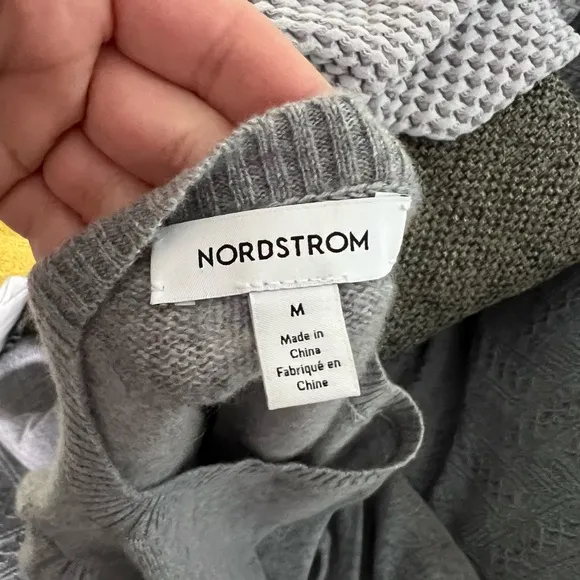 NORDSTROM
M
Made in
China
Fabriqué en
Chine